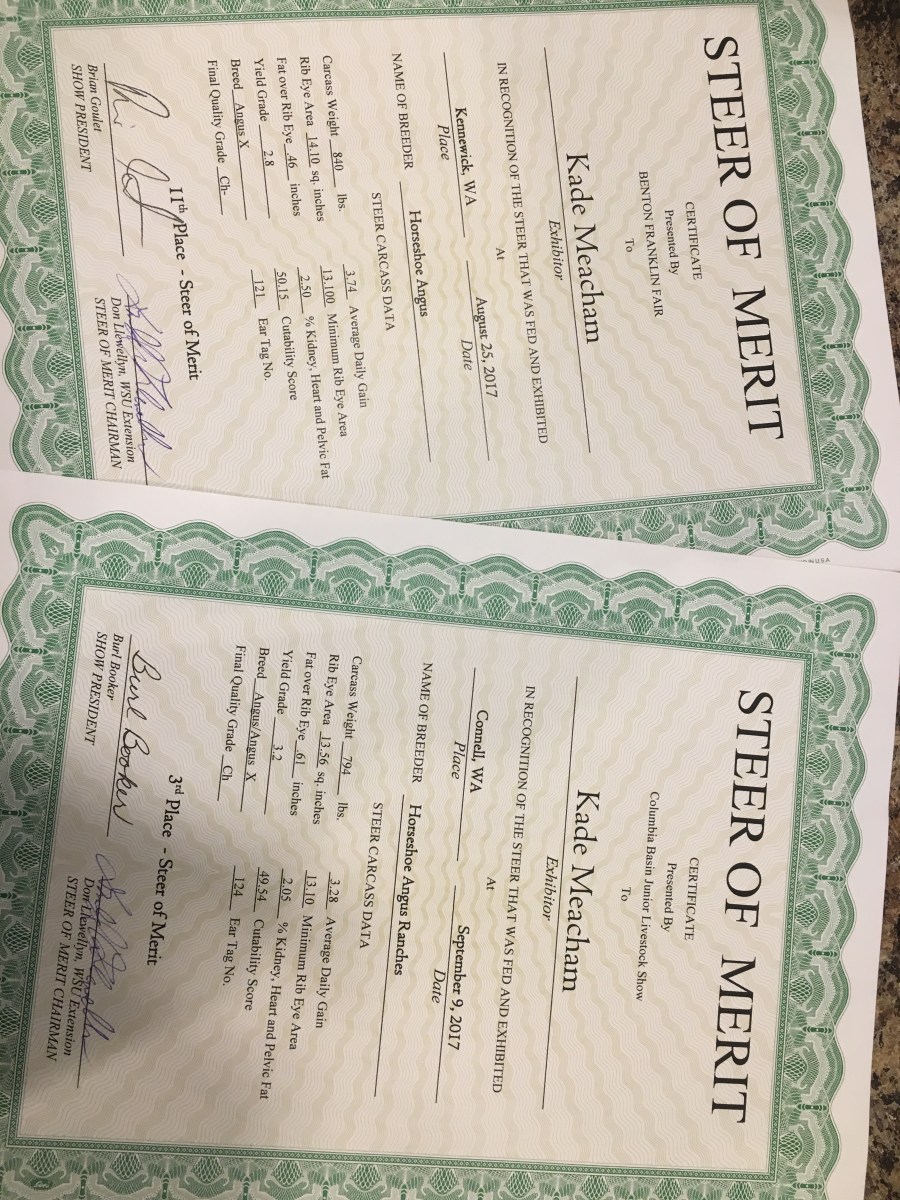 STEER OF MERIT
CERTIFICATE
Presented By
BENTON FRANKLIN FAIR
To
Kade Meacham
Exhibitor
IN RECOGNITION OF THE STEER THAT WAS FED AND EXHIBITED
At
Kennewick, WA August 25, 2017
Place Date
NAME OF BREEDER Horseshoe Angus
STEER CARCASS DATA
Carcass Weight 840 lbs. 3.74 Average Daily Gain
Rib Eye Area 14.10 sq. inches 13.100 Minimum Rib Eye Area
Fat over Rib Eye .46 inches 2.50 % Kidney, Heart and Pelvic Fat
Yield Grade 2.8 50.15 Cutability Score
Breed Angus X 121 Ear Tag No.
Final Quality Grade Ch-
11th Place - Steer of Merit
Brian Goulet Don Llewellyn, WSU Extension
SHOW PRESIDENT STEER OF MERIT CHAIRMAN
USA
STEER OF MERIT
CERTIFICATE
Presented By
Columbia Basin Junior Livestock Show
To
Kade Meacham
Exhibitor
IN RECOGNITION OF THE STEER THAT WAS FED AND EXHIBITED
At
Connell, WA September 9, 2017
Place Date
NAME OF BREEDER Horseshoe Angus Ranches
STEER CARCASS DATA
Carcass Weight 794 lbs. 3.28 Average Daily Gain
Rib Eye Area 13.56 sq. inches 13.10 Minimum Rib Eye Area
Fat over Rib Eye .61 inches 2.05 % Kidney, Heart and Pelvic Fat
Yield Grade 3.2 49.54 Cutability Score
Breed Angus/Angus X 124 Ear Tag No.
Final Quality Grade Ch
3rd Place - Steer of Merit
Burl Booker
Burl Booker Don Llewellyn, WSU Extension
SHOW PRESIDENT STEER OF MERIT CHAIRMAN